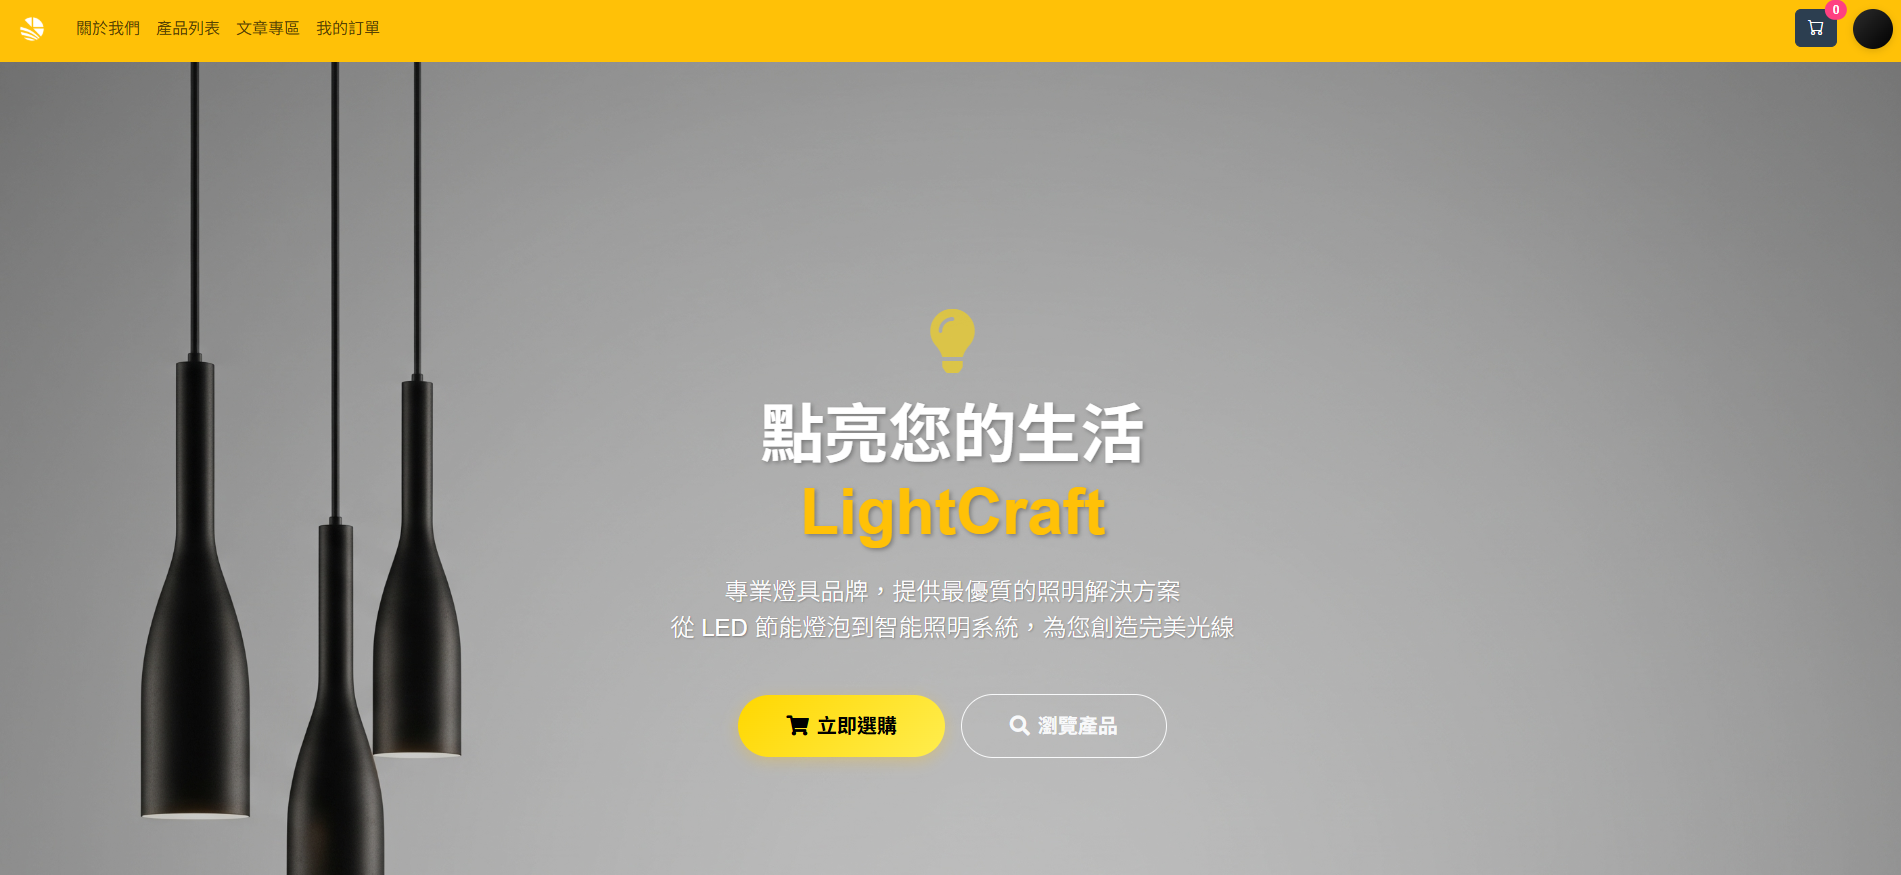 關於我們 產品列表 文章專區 我的訂單
0
點亮您的生活
LightCraft
專業燈具品牌，提供最優質的照明解決方案
從 LED 節能燈泡到智能照明系統，為您創造完美光線
立即選購 瀏覽產品